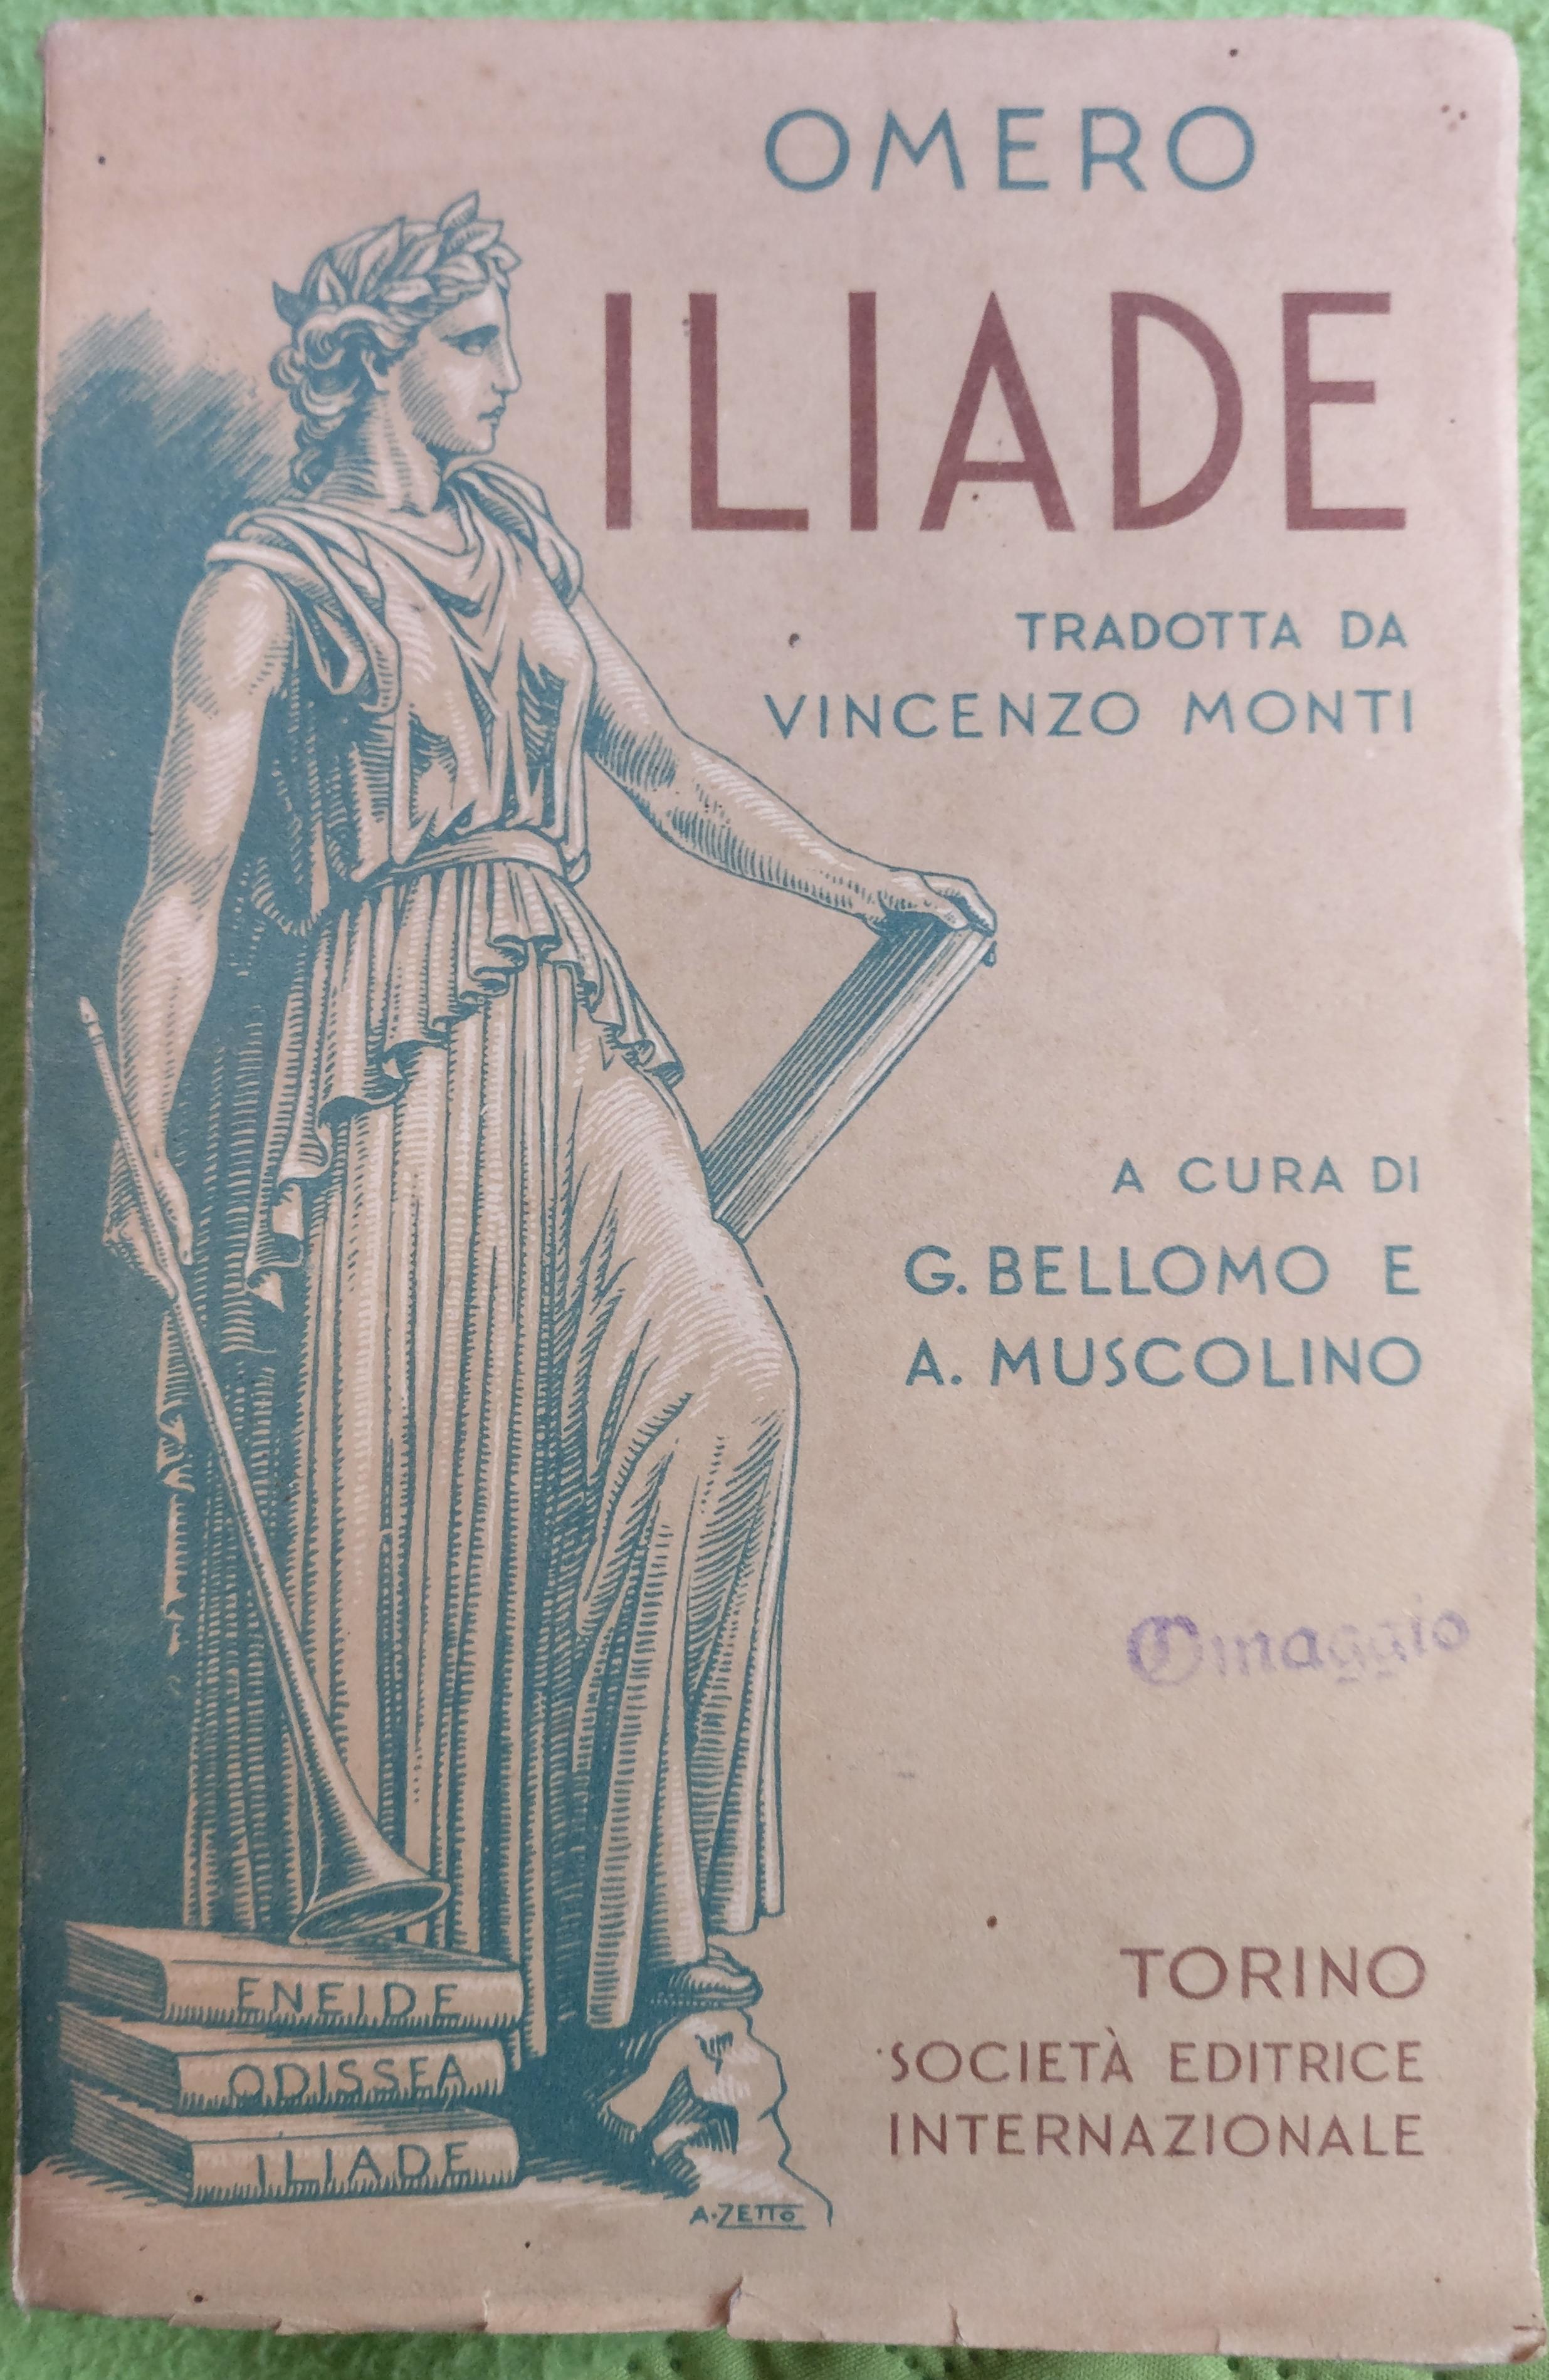 OMERO
ILIADE
TRADOTTA DA
VINCENZO MONTI
A CURA DI
G. BELLOMO E
A. MUSCOLINO
Omaggio
TORINO
SOCIETÀ EDITRICE
INTERNAZIONALE
ENEIDE
ODISSEA
ILIADE
A. ZETTO